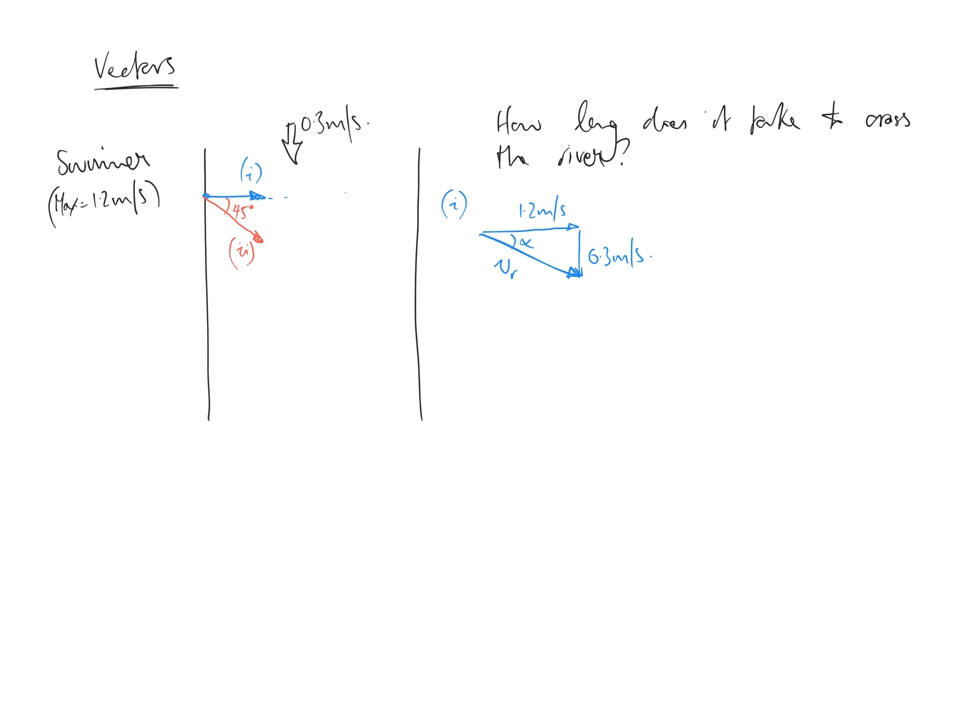 Vectors
0.3m/s.
How long does it take to cross
the river?
Swimmer
(Max=1.2m/s)
(i)
45°
(ii)
(i)
1.2m/s
α
0.3m/s.
vr